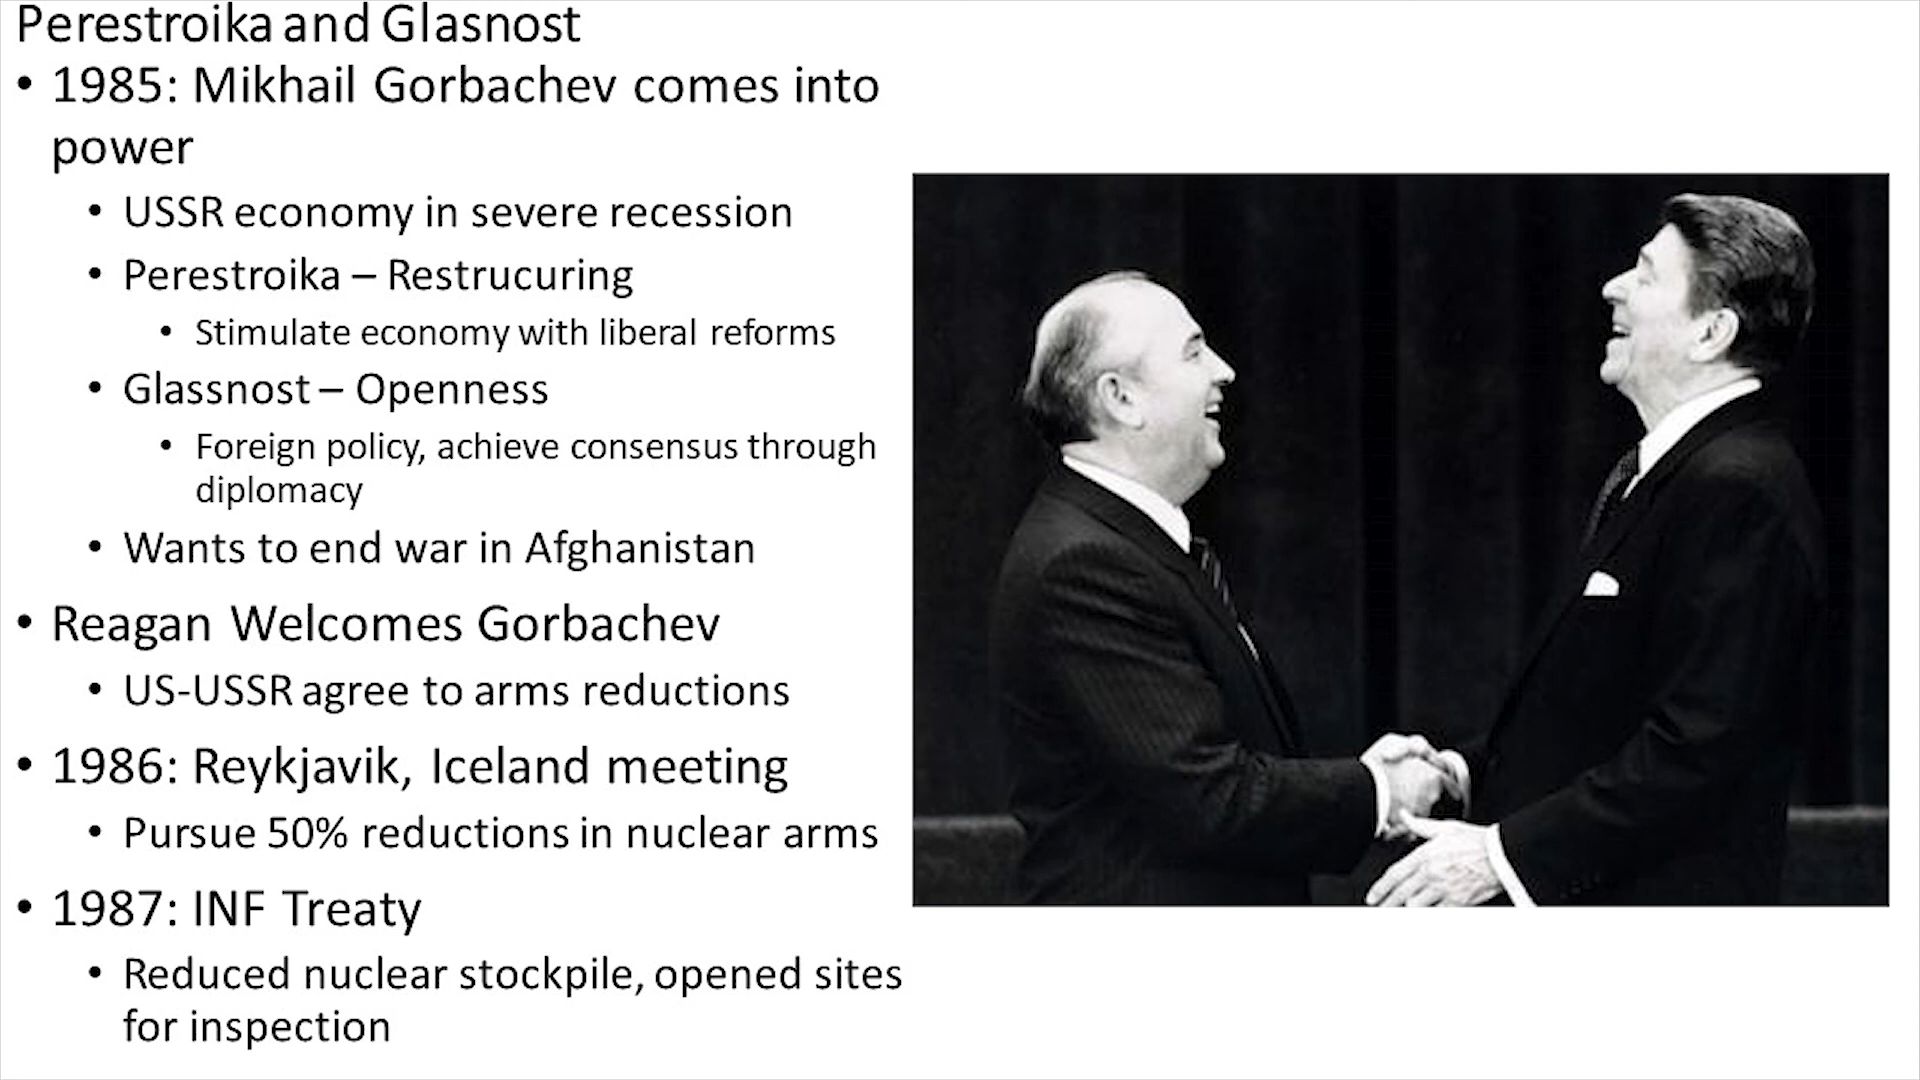 Perestroika and Glasnost
• 1985: Mikhail Gorbachev comes into
power
• USSR economy in severe recession
• Perestroika – Restrucuring
• Stimulate economy with liberal reforms
• Glassnost – Openness
• Foreign policy, achieve consensus through
diplomacy
• Wants to end war in Afghanistan
• Reagan Welcomes Gorbachev
• US-USSR agree to arms reductions
• 1986: Reykjavik, Iceland meeting
• Pursue 50% reductions in nuclear arms
• 1987: INF Treaty
• Reduced nuclear stockpile, opened sites
for inspection